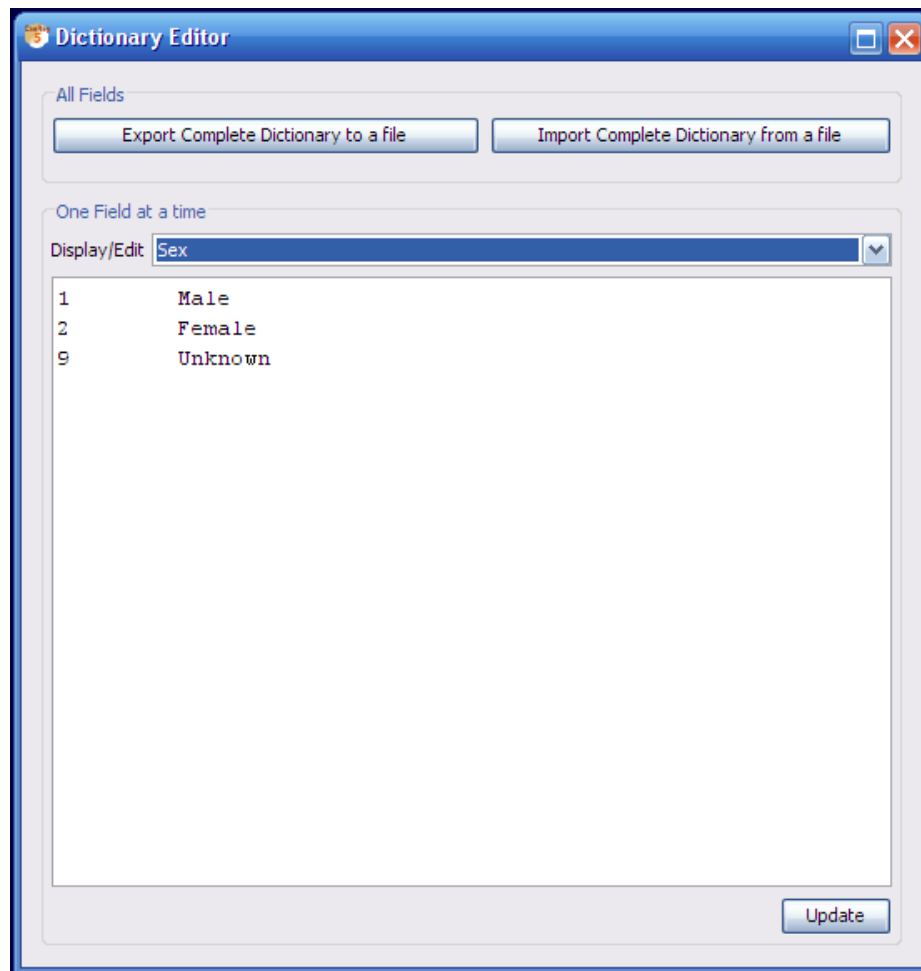 Dictionary Editor
All Fields
Export Complete Dictionary to a file Import Complete Dictionary from a file
One Field at a time
Display/Edit Sex
1 Male
2 Female
9 Unknown
Update